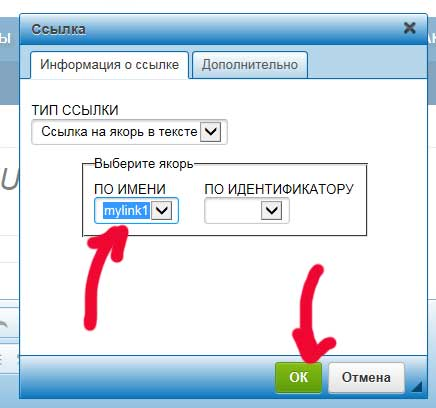 Ссылка
Информация о ссылке Дополнительно
ТИП ССЫЛКИ
Ссылка на якорь в тексте
Выберите якорь
ПО ИМЕНИ ПО ИДЕНТИФИКАТОРУ
mylink1
ОК Отмена